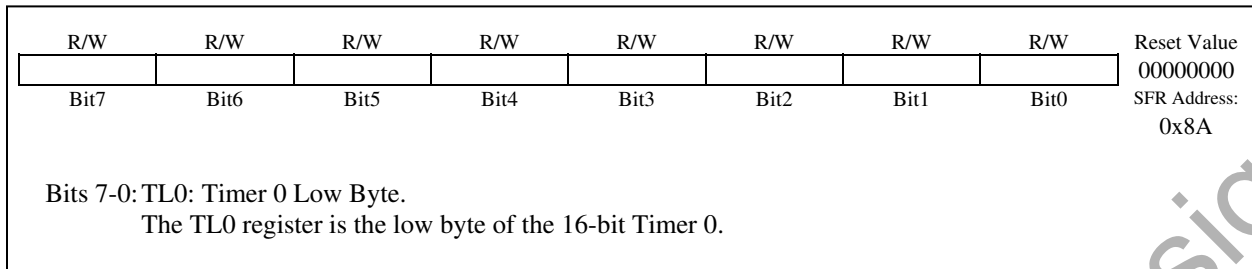 R/W R/W R/W R/W R/W R/W R/W R/W Reset Value
00000000
Bit7 Bit6 Bit5 Bit4 Bit3 Bit2 Bit1 Bit0 SFR Address:
0x8A
Bits 7-0: TL0: Timer 0 Low Byte.
The TL0 register is the low byte of the 16-bit Timer 0.